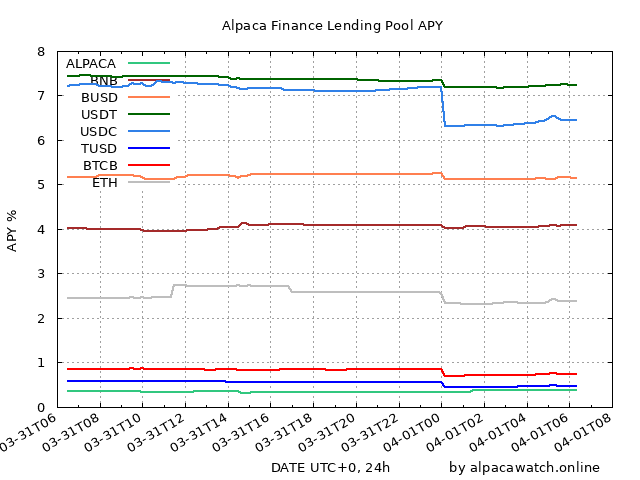 Alpaca Finance Lending Pool APY
8
7
6
5
4
3
2
1
0
APY %
ALPACA
BNB
BUSD
USDT
USDC
TUSD
BTCB
ETH
03-31T06
03-31T08
03-31T10
03-31T12
03-31T14
03-31T16
03-31T18
03-31T20
03-31T22
04-01T00
04-01T02
04-01T04
04-01T06
04-01T08
DATE UTC+0, 24h
by alpacawatch.online